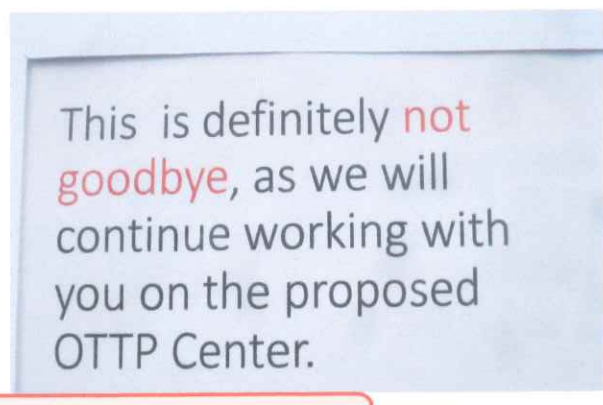 This is definitely not
goodbye, as we will
continue working with
you on the proposed
OTTP Center.